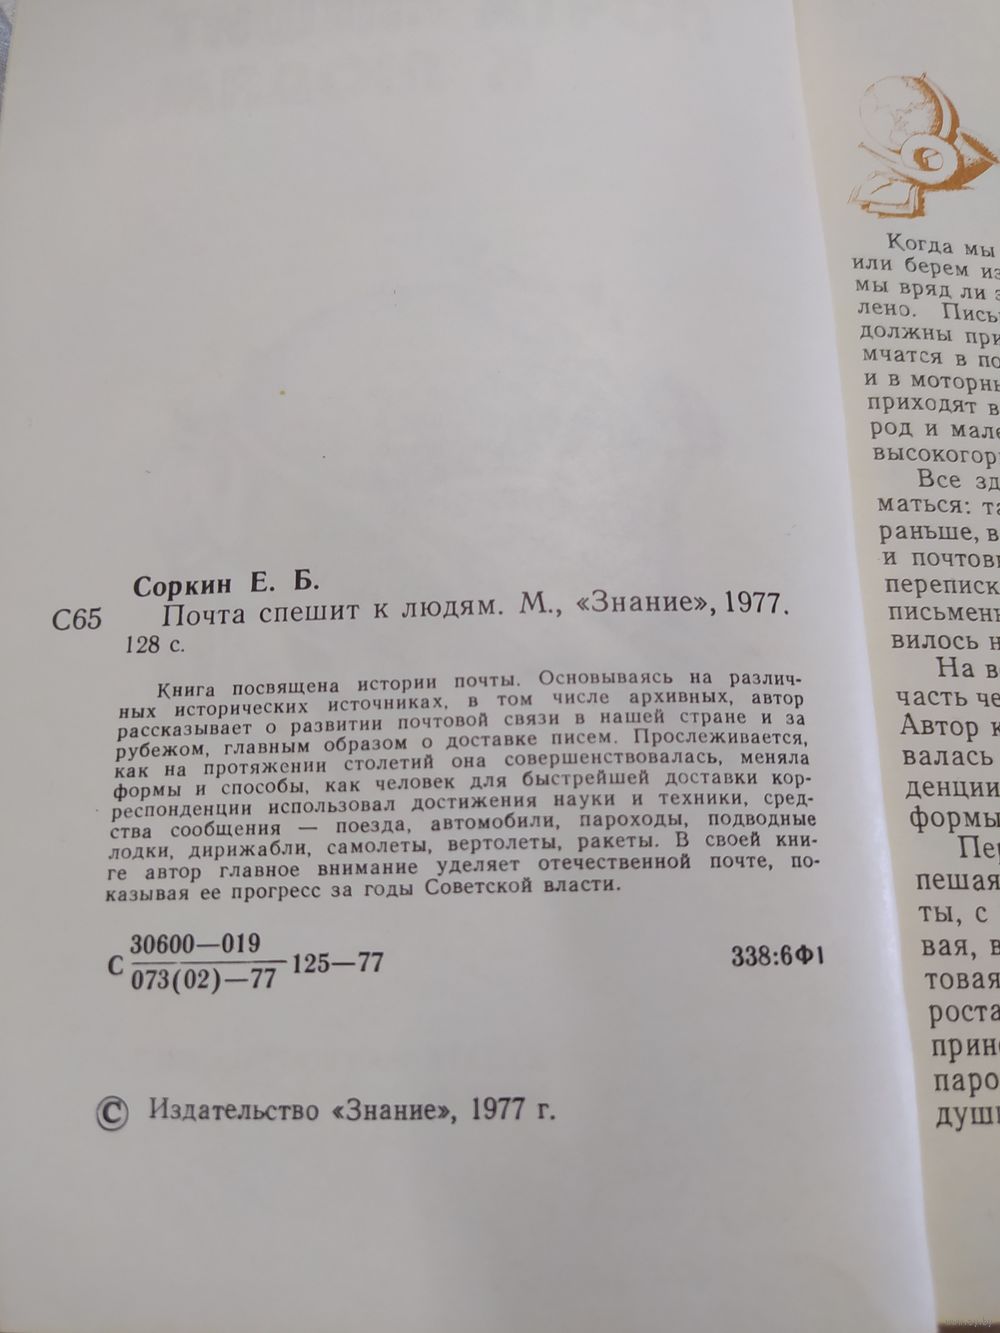 Соркин Е. Б.
С65 Почта спешит к людям. М., «Знание», 1977.
128 с.
Книга посвящена истории почты. Основываясь на различ-
ных исторических источниках, в том числе архивных, автор
рассказывает о развитии почтовой связи в нашей стране и за
рубежом, главным образом о доставке писем. Прослеживается,
как на протяжении столетий она совершенствовалась, меняла
формы и способы, как человек для быстрейшей доставки кор-
респонденции использовал достижения науки и техники, сред-
ства сообщения — поезда, автомобили, пароходы, подводные
лодки, дирижабли, самолеты, вертолеты, ракеты. В своей кни-
ге автор главное внимание уделяет отечественной почте, по-
казывая ее прогресс за годы Советской власти.
30600—019
С 125—77 338:6Ф1
073(02)—77
© Издательство «Знание», 1977 г.
Когда мы
или берем из
мы вряд ли з
лено. Пись
должны при
мчатся в по
и в моторн
приходят в
род и мале
высокогор
Все зд
маться: та
раньше, в
и почтов
переписк
письмен
вилось н
На в
часть че
Автор к
валась
денции
формы
Пе
пешая
ты, с
вая, в
товая
роста
прин
паро
душ